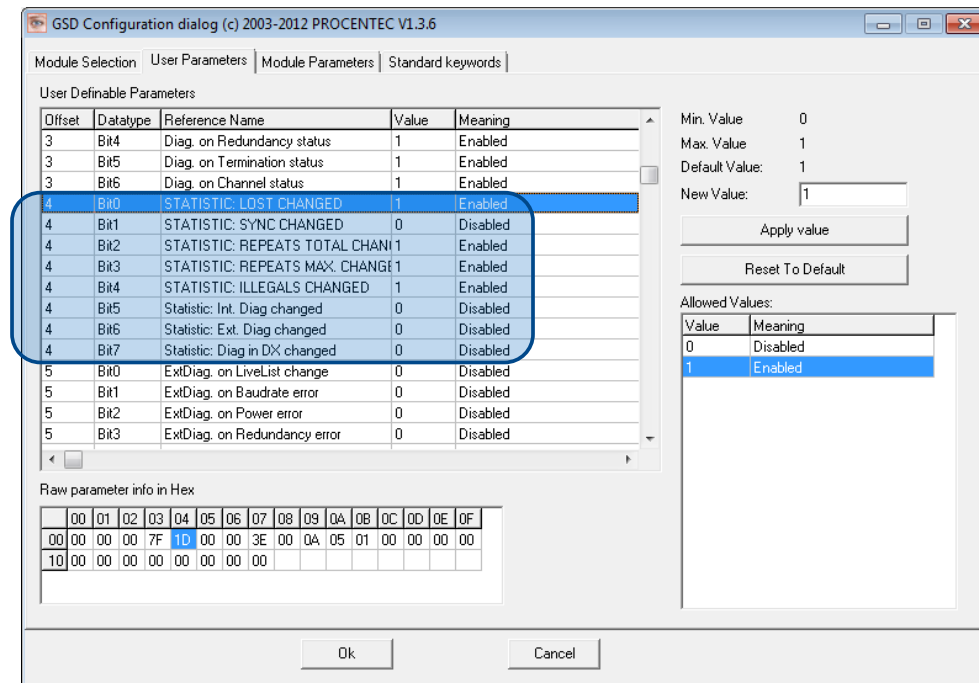 GSD Configuration dialog (c) 2003-2012 PROCENTEC V1.3.6
Module Selection User Parameters Module Parameters Standard keywords
User Definable Parameters
Offset Datatype Reference Name Value Meaning
3 Bit4 Diag. on Redundancy status 1 Enabled
3 Bit5 Diag. on Termination status 1 Enabled
3 Bit6 Diag. on Channel status 1 Enabled
4 Bit0 STATISTIC: LOST CHANGED 1 Enabled
4 Bit1 STATISTIC: SYNC CHANGED 0 Disabled
4 Bit2 STATISTIC: REPEATS TOTAL CHAN 1 Enabled
4 Bit3 STATISTIC: REPEATS MAX. CHANGE 1 Enabled
4 Bit4 STATISTIC: ILLEGALS CHANGED 1 Enabled
4 Bit5 Statistic: Int. Diag changed 0 Disabled
4 Bit6 Statistic: Ext. Diag changed 0 Disabled
4 Bit7 Statistic: Diag in DX changed 0 Disabled
5 Bit0 ExtDiag. on LiveList change 0 Disabled
5 Bit1 ExtDiag. on Baudrate error 0 Disabled
5 Bit2 ExtDiag. on Power error 0 Disabled
5 Bit3 ExtDiag. on Redundancy error 0 Disabled
Min. Value 0
Max. Value 1
Default Value: 1
New Value: 1
Apply value
Reset To Default
Allowed Values:
Value Meaning
0 Disabled
1 Enabled
Raw parameter info in Hex
00 01 02 03 04 05 06 07 08 09 0A 0B 0C 0D 0E 0F
00 00 00 00 7F 1D 00 00 3E 00 0A 05 01 00 00 00 00
10 00 00 00 00 00 00 00 00
Ok Cancel